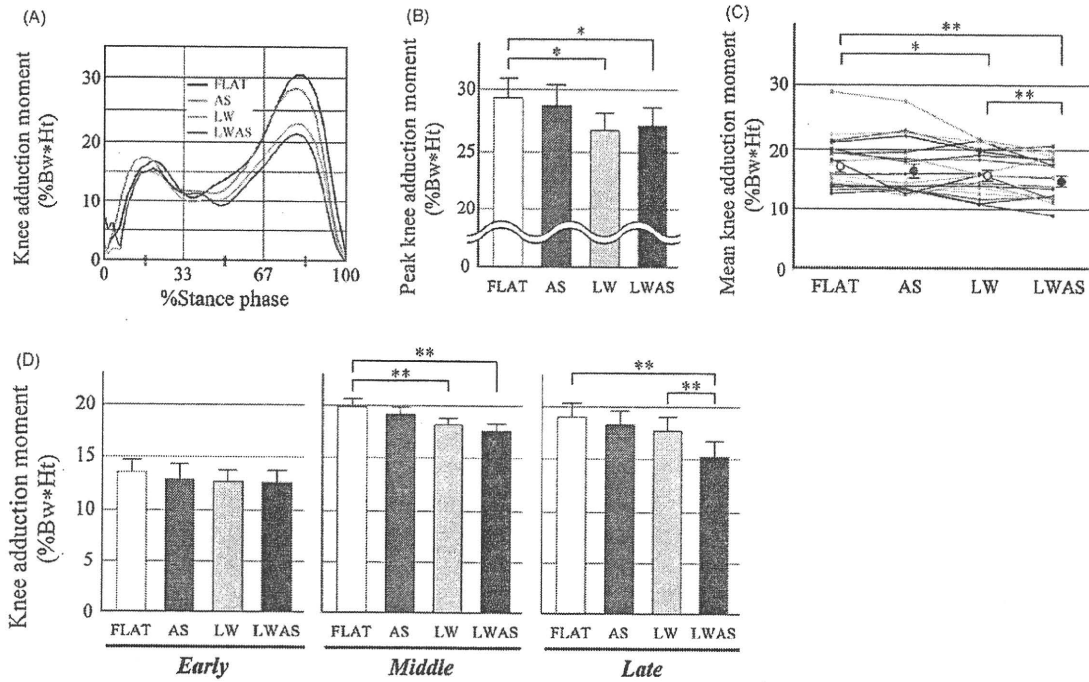 (A)
Knee adduction moment
(%Bw*Ht)
30
20
10
0
FLAT
AS
LW
LWAS
0
33
67
100
%Stance phase
(B)
Peak knee adduction moment
(%Bw*Ht)
30
25
20
0
*
*
FLAT
AS
LW
LWAS
(C)
Mean knee adduction moment
(%Bw*Ht)
30
20
10
0
**
*
**
FLAT
AS
LW
LWAS
(D)
Knee adduction moment
(%Bw*Ht)
20
15
10
5
0
FLAT AS LW LWAS
Early
**
**
FLAT AS LW LWAS
Middle
**
**
FLAT AS LW LWAS
Late